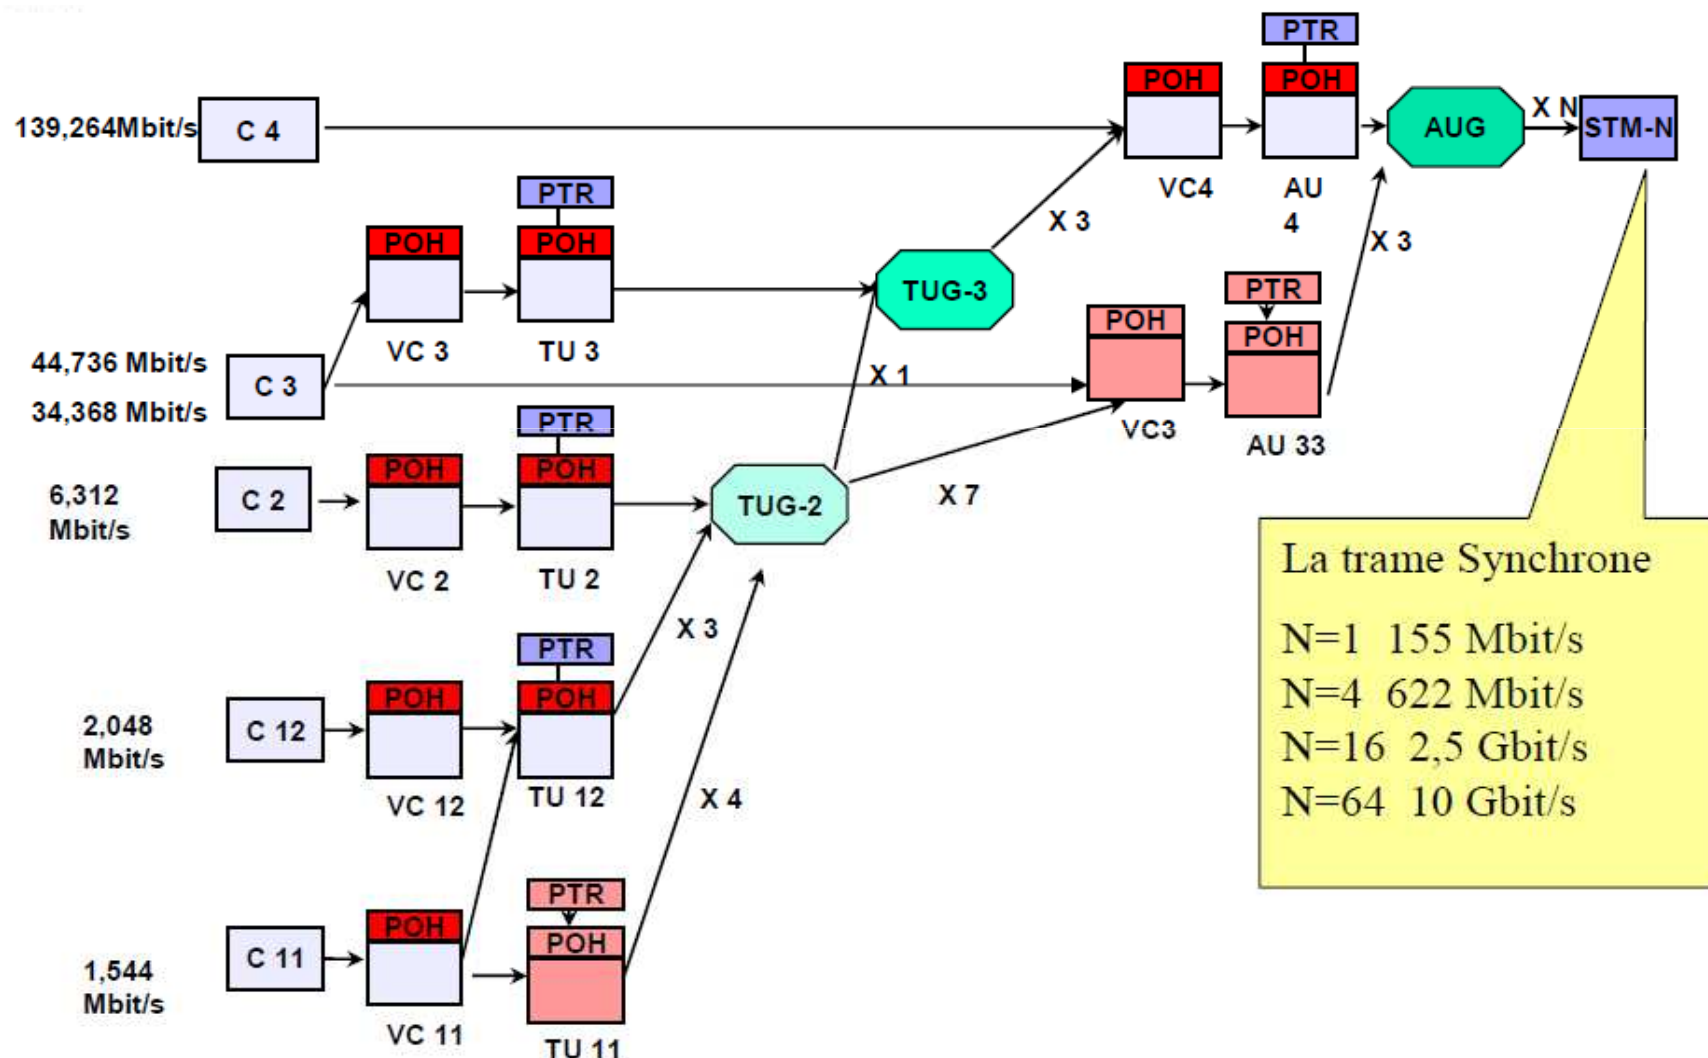 PTR
POH
POH
139,264Mbit/s
C 4
AUG
X N
STM-N
VC4
AU
4
PTR
POH
POH
X 3
X 3
TUG-3
PTR
POH
POH
VC 3
TU 3
44,736 Mbit/s
C 3
34,368 Mbit/s
X 1
VC3
AU 33
PTR
POH
POH
6,312
Mbit/s
C 2
TUG-2
X 7
VC 2
TU 2
X 3
PTR
POH
POH
2,048
Mbit/s
C 12
VC 12
TU 12
X 4
PTR
POH
POH
C 11
1,544
Mbit/s
VC 11
TU 11
La trame Synchrone
N=1 155 Mbit/s
N=4 622 Mbit/s
N=16 2,5 Gbit/s
N=64 10 Gbit/s